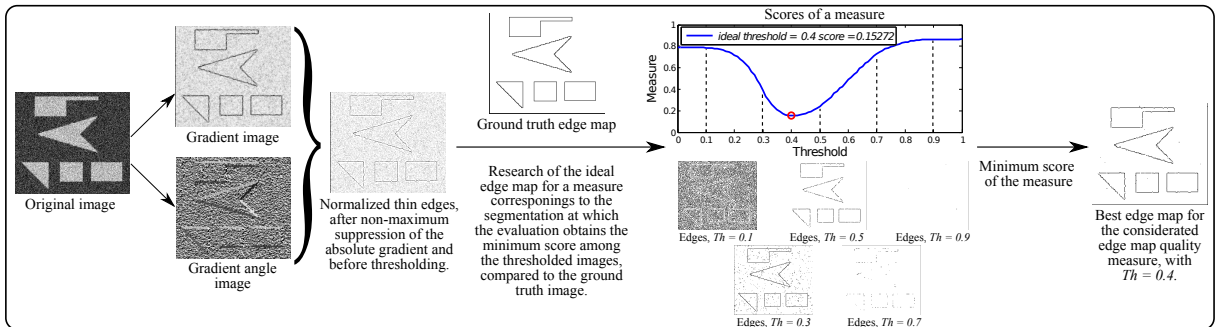 Original image
Gradient image
Gradient angle
image
Normalized thin edges,
after non-maximum
suppression of the
absolute gradient and
before thresholding.
Ground truth edge map
Research of the ideal
edge map for a measure
corresponings to the
segmentation at which
the evaluation obtains the
minimum score among
the thresholded images,
compared to the ground
truth image.
Scores of a measure
ideal threshold = 0.4 score =0.15272
Measure
1
0.8
0.6
0.4
0.2
0
0 0.1 0.2 0.3 0.4 0.5 0.6 0.7 0.8 0.9 1
Threshold
Edges, Th = 0.1
Edges, Th = 0.5
Edges, Th = 0.9
Edges, Th = 0.3
Edges, Th = 0.7
Minimum score
of the measure
Best edge map for
the considerated
edge map quality
measure, with
Th = 0.4.